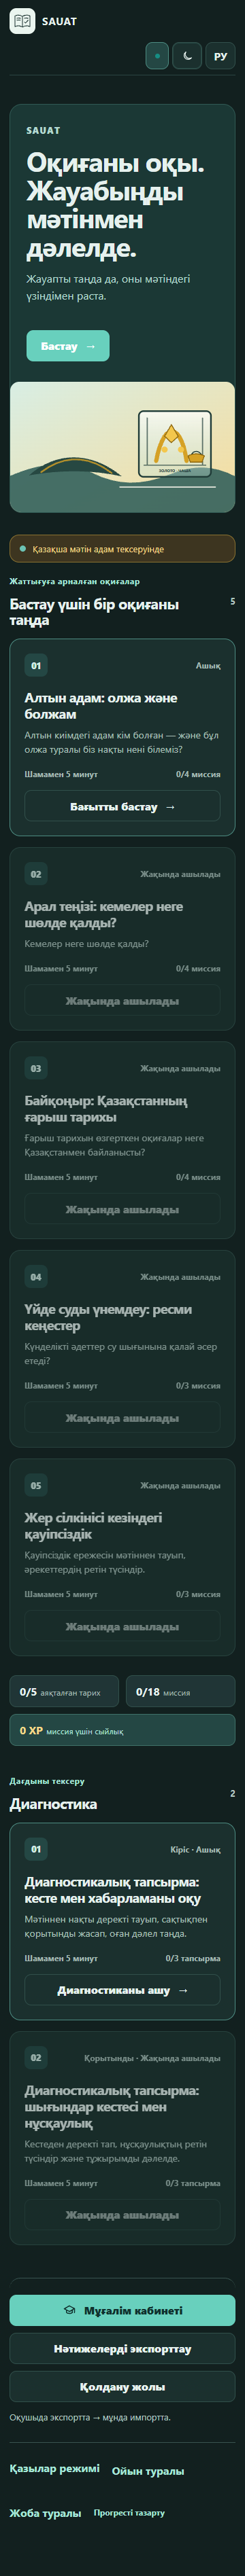 SAUAT
РУ
SAUAT
Оқиғаны оқы.
Жауабыңды
мәтінмен
дәлелде.
Жауапты таңда да, оны мәтіндегі
үзіндімен раста.
Бастау →
Қазақша мәтін адам тексеруінде
Жаттығуға арналған оқиғалар
Бастау үшін бір оқиғаны
таңда
5
01
Ашық
Алтын адам: олжа және
болжам
Алтын киімдегі адам кім болған — және бұл
олжа туралы біз нақты нені білеміз?
Шамамен 5 минут
0/4 миссия
Бағытты бастау →
02
Жақында ашылады
Арал теңізі: кемелер неге
шөлде қалды?
Кемелер неге шөлде қалды?
Шамамен 5 минут
0/4 миссия
Жақында ашылады
03
Жақында ашылады
Байқоңыр: Қазақстанның
ғарыш тарихы
Ғарыш тарихын өзгерткен оқиғалар неге
Қазақстанмен байланысты?
Шамамен 5 минут
0/4 миссия
Жақында ашылады
04
Жақында ашылады
Үйде суды үнемдеу: ресми
кеңестер
Күнделікті әдеттер су шығынына қалай әсер
етеді?
Шамамен 5 минут
0/3 миссия
Жақында ашылады
05
Жақында ашылады
Жер сілкінісі кезіндегі
қауіпсіздік
Қауіпсіздік ережесін мәтіннен тауып,
әрекеттердің ретін түсіндір.
Шамамен 5 минут
0/3 миссия
Жақында ашылады
0/5 аяқталған тарих
0/18 миссия
0 XP миссия үшін сыйлық
Дағдыны тексеру
Диагностика
2
01
Кіріс · Ашық
Диагностикалық тапсырма:
кесте мен хабарламаны оқу
Мәтіннен нақты деректі тауып, сақтықпен
қорытынды жасап, оған дәлел таңда.
Шамамен 5 минут
0/3 тапсырма
Диагностиканы ашу →
02
Қорытынды · Жақында ашылады
Диагностикалық тапсырма:
шығындар кестесі мен
нұсқаулық
Кестеден деректі тап, нұсқаулықтың ретін
түсіндір және тұжырымды дәлелде.
Шамамен 5 минут
0/3 тапсырма
Жақында ашылады
Мұғалім кабинеті
Нәтижелерді экспорттау
Қолдану жолы
Оқушыда экспортта → мұнда импортта.
Қазылар режимі
Ойын туралы
Жоба туралы
Прогресті тазарту